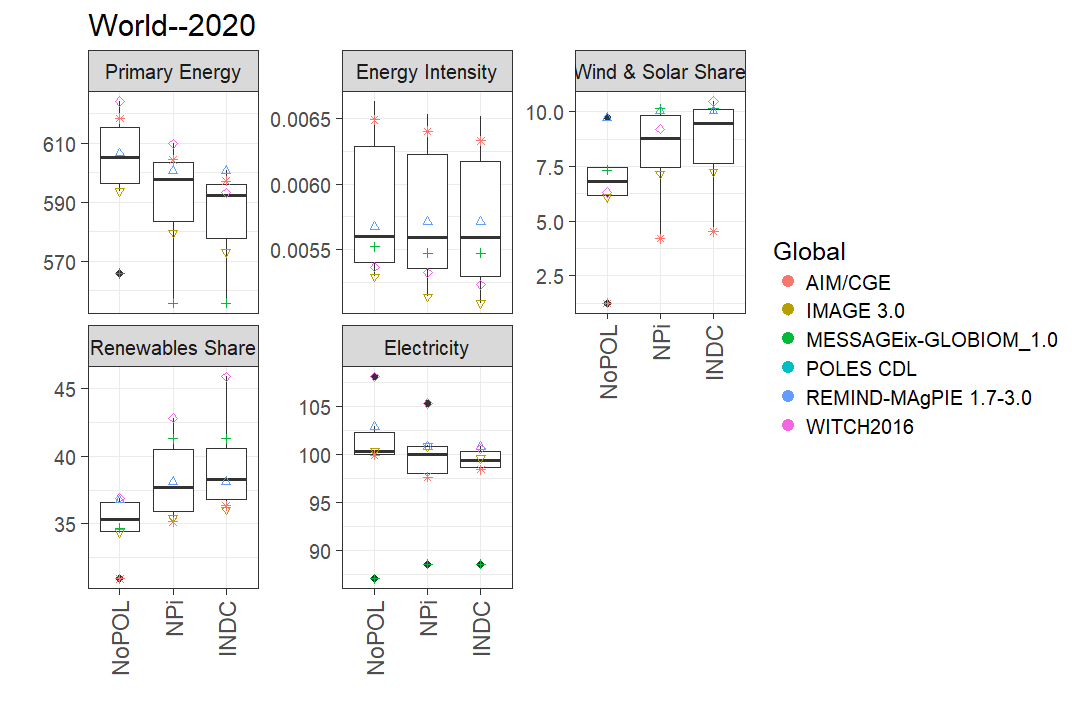 World--2020
Primary Energy
Energy Intensity
Wind & Solar Share
610
590
570
0.0065
0.0060
0.0055
10.0
7.5
5.0
2.5
NoPOL
NPi
INDC
Renewables Share
Electricity
45
40
35
105
100
95
90
NoPOL
NPi
INDC
NoPOL
NPi
INDC
Global
AIM/CGE
IMAGE 3.0
MESSAGEix-GLOBIOM_1.0
POLES CDL
REMIND-MAgPIE 1.7-3.0
WITCH2016